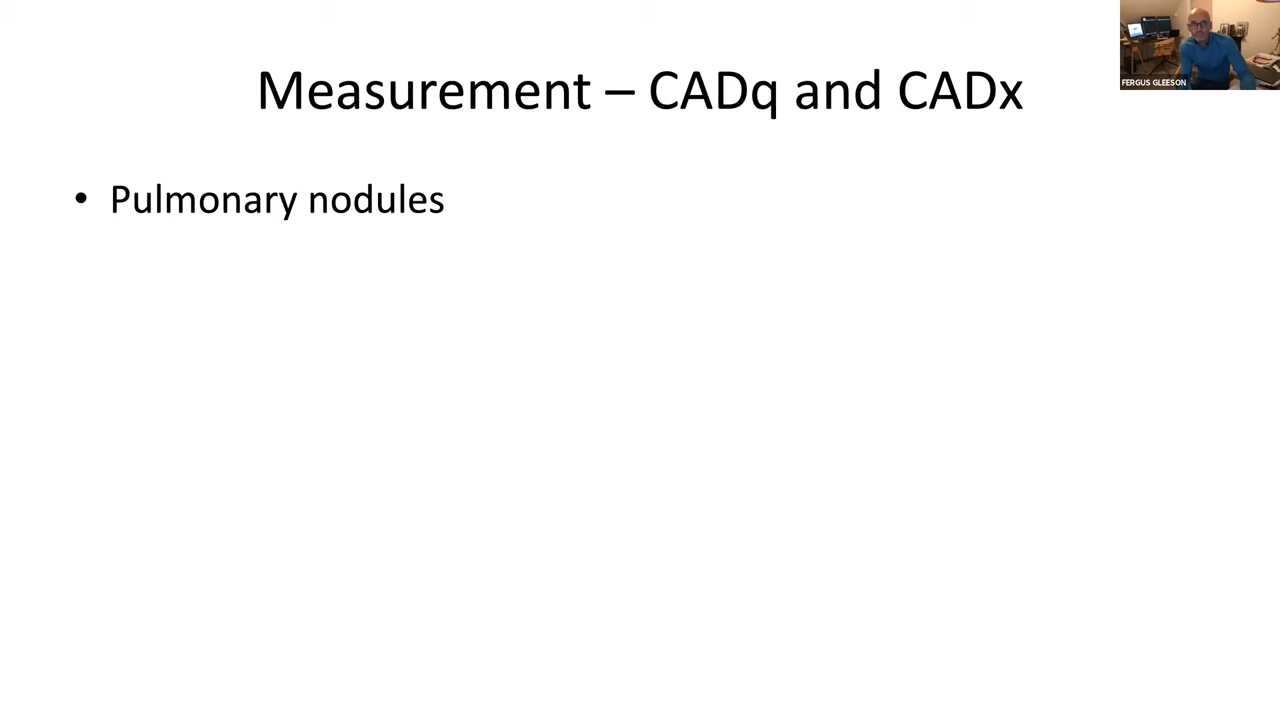 Measurement – CADq and CADx
FERGUS GLEESON
• Pulmonary nodules